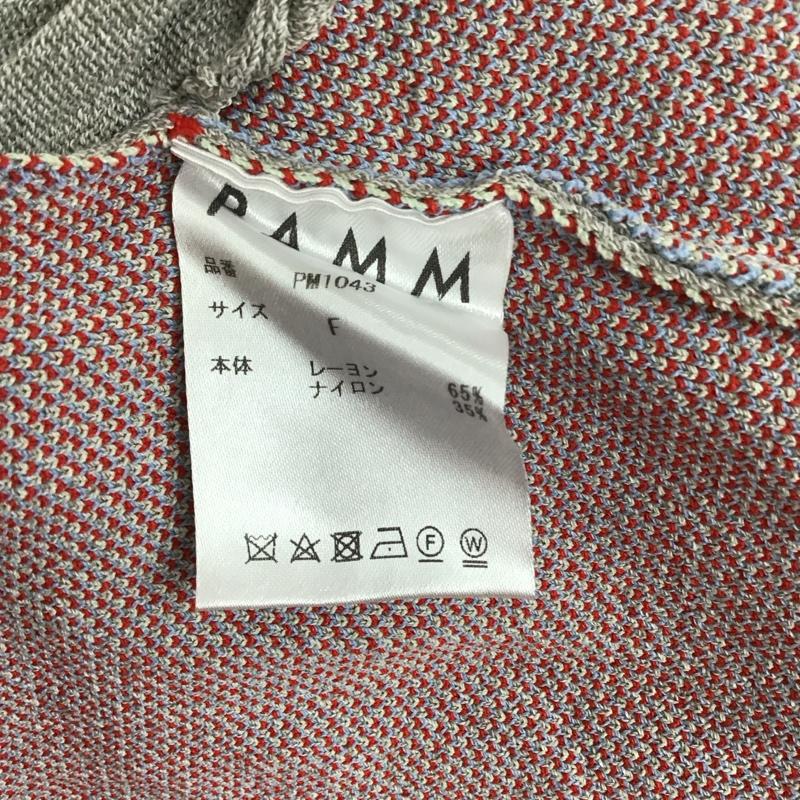 PAMM
品番 PM1043
サイズ F
本体 レーヨン 65%
ナイロン 35%
F W